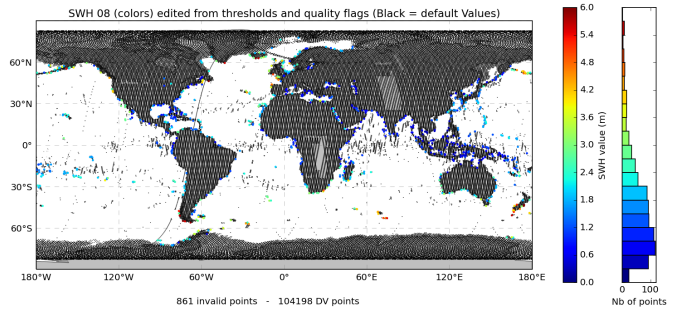 SWH 08 (colors) edited from thresholds and quality flags (Black = default Values)
60°N
30°N
0°
30°S
60°S
180°W
120°W
60°W
0°
60°E
120°E
180°E
6.0
5.4
4.8
4.2
3.6
3.0
2.4
1.8
1.2
0.6
0.0
SWH value (m)
0
100
Nb of points
861 invalid points - 104198 DV points